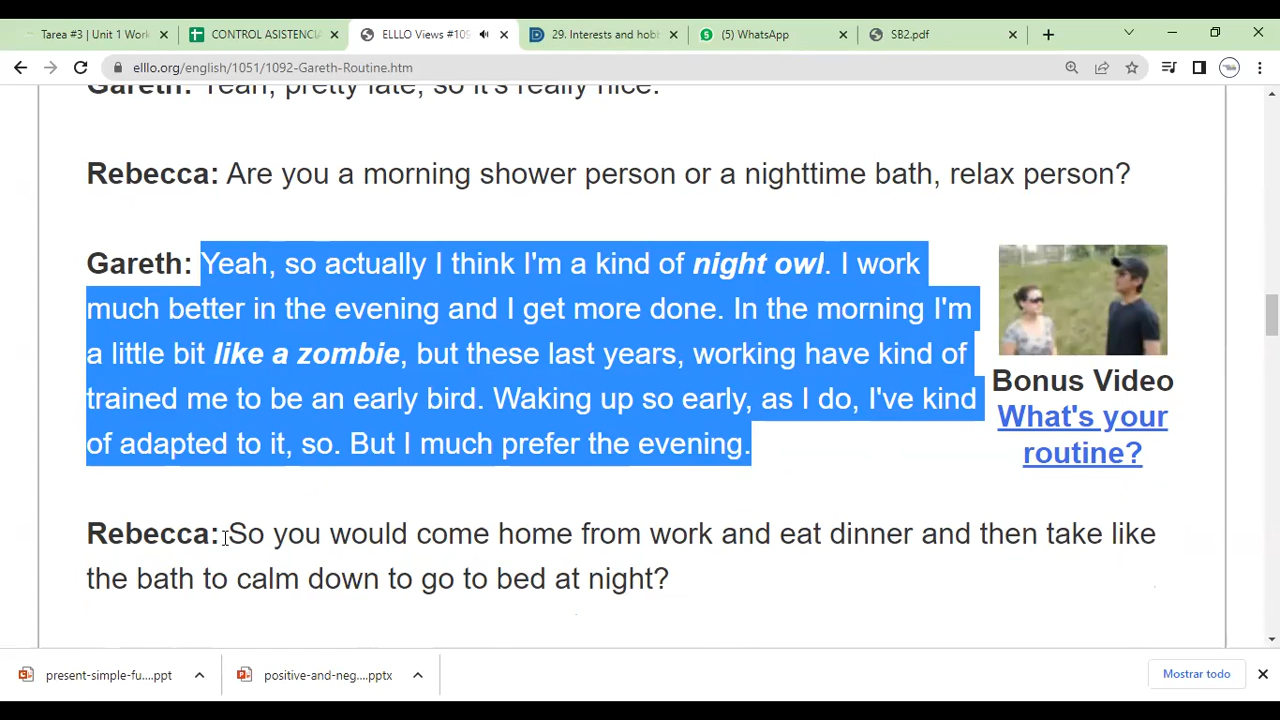 Tarea #3 | Unit 1 Work
CONTROL ASISTENCIA
ELLLO Views #109
29. Interests and hobb
(5) WhatsApp
SB2.pdf
elllo.org/english/1051/1092-Gareth-Routine.htm
Gareth: Yeah, pretty late, so it's really nice.
Rebecca: Are you a morning shower person or a nighttime bath, relax person?
Gareth: Yeah, so actually I think I'm a kind of night owl. I work
much better in the evening and I get more done. In the morning I'm
a little bit like a zombie, but these last years, working have kind of
trained me to be an early bird. Waking up so early, as I do, I've kind
of adapted to it, so. But I much prefer the evening.
Bonus Video
What's your
routine?
Rebecca: So you would come home from work and eat dinner and then take like
the bath to calm down to go to bed at night?
present-simple-fu....ppt
positive-and-neg....pptx
Mostrar todo